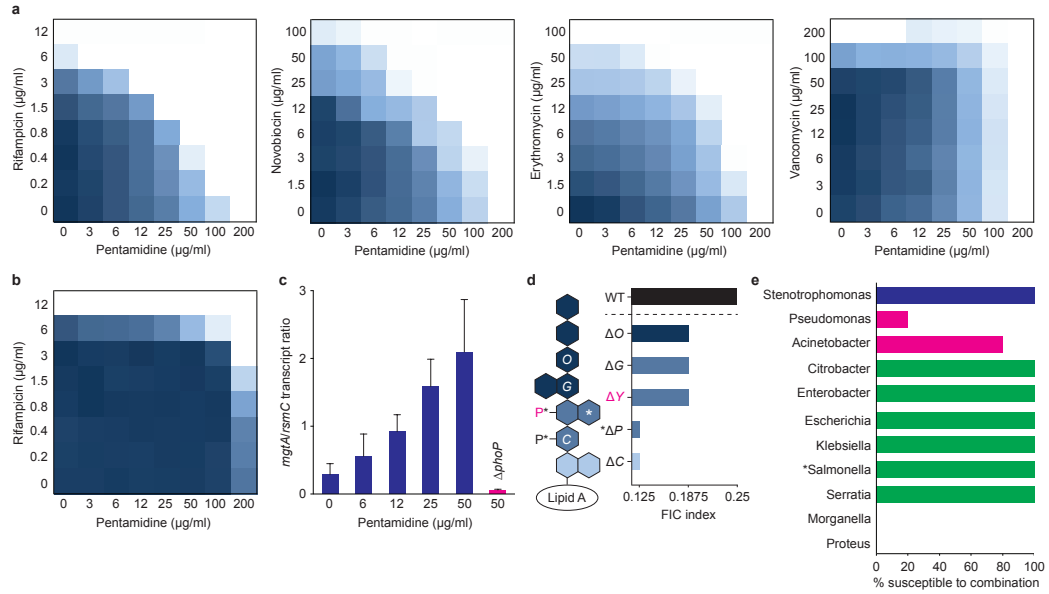 a
Rifampicin (µg/ml)
12
6
3
1.5
0.8
0.4
0.2
0
0 3 6 12 25 50 100 200
Pentamidine (µg/ml)
Novobocin (µg/ml)
100
50
25
12
6
3
1.5
0
0 3 6 12 25 50 100 200
Pentamidine (µg/ml)
Erythromycin (µg/ml)
100
50
25
12
6
3
1.5
0
0 3 6 12 25 50 100 200
Pentamidine (µg/ml)
Vancomycin (µg/ml)
200
100
50
25
12
6
3
0
0 3 6 12 25 50 100 200
Pentamidine (µg/ml)
b
Rifampicin (µg/ml)
12
6
3
1.5
0.8
0.4
0.2
0
0 3 6 12 25 50 100 200
Pentamidine (µg/ml)
c
mgtA/rsmC transcript ratio
3
2
1
0
ΔphoP
0 6 12 25 50 50
Pentamidine (µg/ml)
d
O
G
P*
*
P*
C
Lipid A
WT
ΔO
ΔG
ΔY
*ΔP
ΔC
0.125 0.1875 0.25
FIC index
e
Stenotrophomonas
Pseudomonas
Acinetobacter
Citrobacter
Enterobacter
Escherichia
Klebsiella
*Salmonella
Serratia
Morganella
Proteus
0 20 40 60 80 100
% susceptible to combination